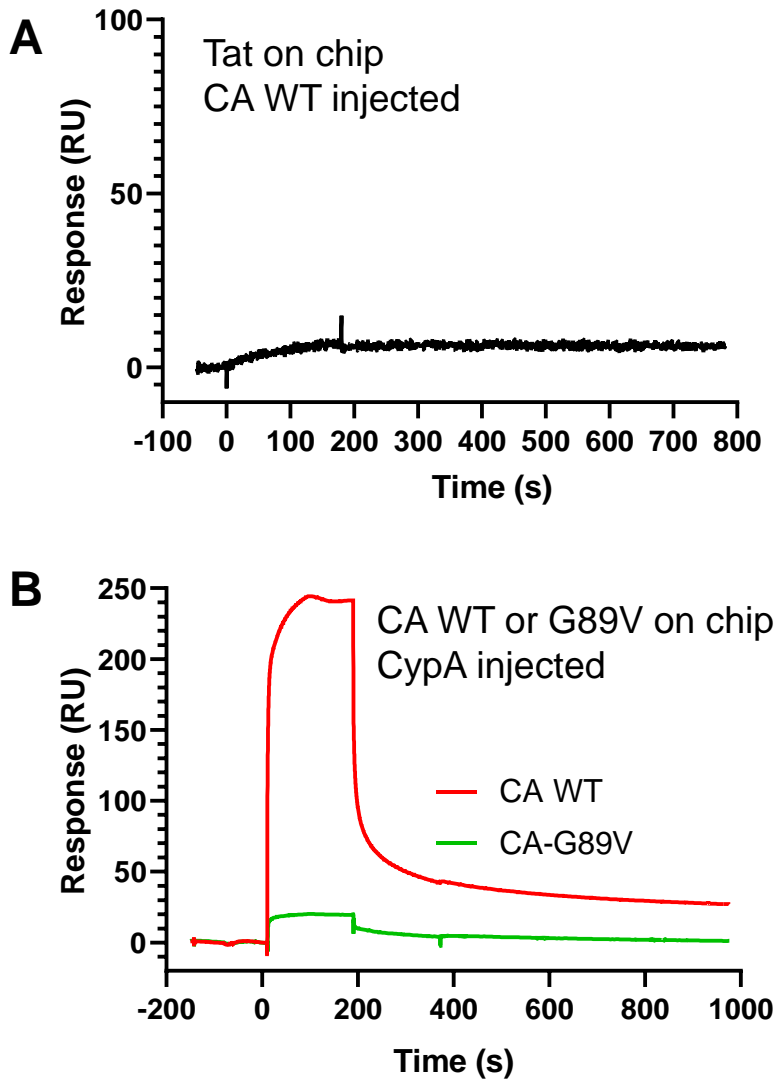 A
Tat on chip
CA WT injected
Response (RU)
100
50
0
-100 0 100 200 300 400 500 600 700 800
Time (s)
B
CA WT or G89V on chip
CypA injected
Response (RU)
250
200
150
100
50
0
CA WT
CA-G89V
-200 0 200 400 600 800 1000
Time (s)